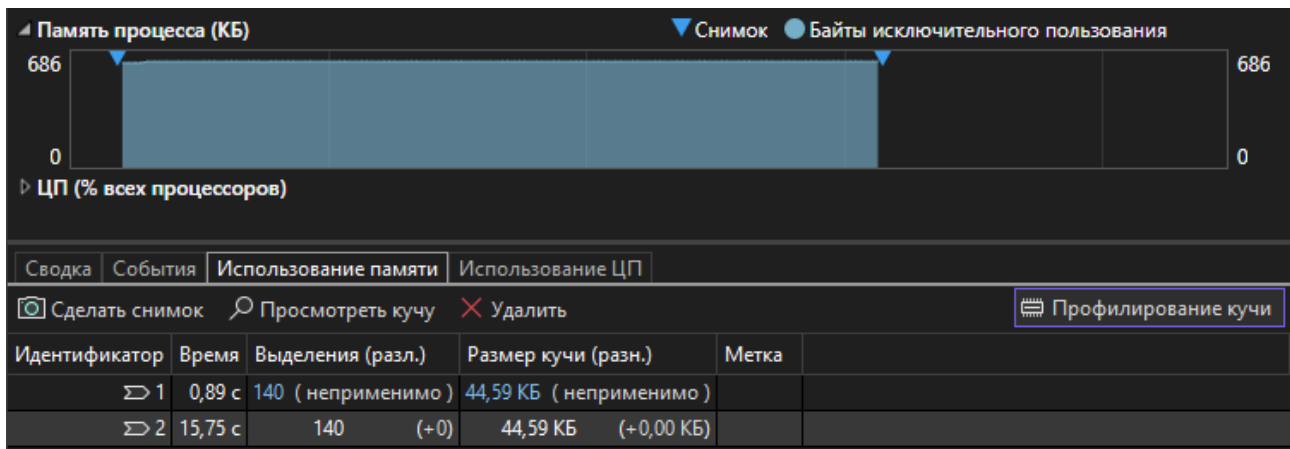 Память процесса (КБ) Снимок Байты исключительного пользования
686 686
0 0
ЦП (% всех процессоров)
Сводка События Использование памяти Использование ЦП
Сделать снимок Просмотреть кучу Удалить Профилирование кучи
Идентификатор Время Выделения (разл.) Размер кучи (разн.) Метка
1 0,89 с 140 ( неприменимо ) 44,59 КБ ( неприменимо )
2 15,75 с 140 (+0) 44,59 КБ (+0,00 КБ)